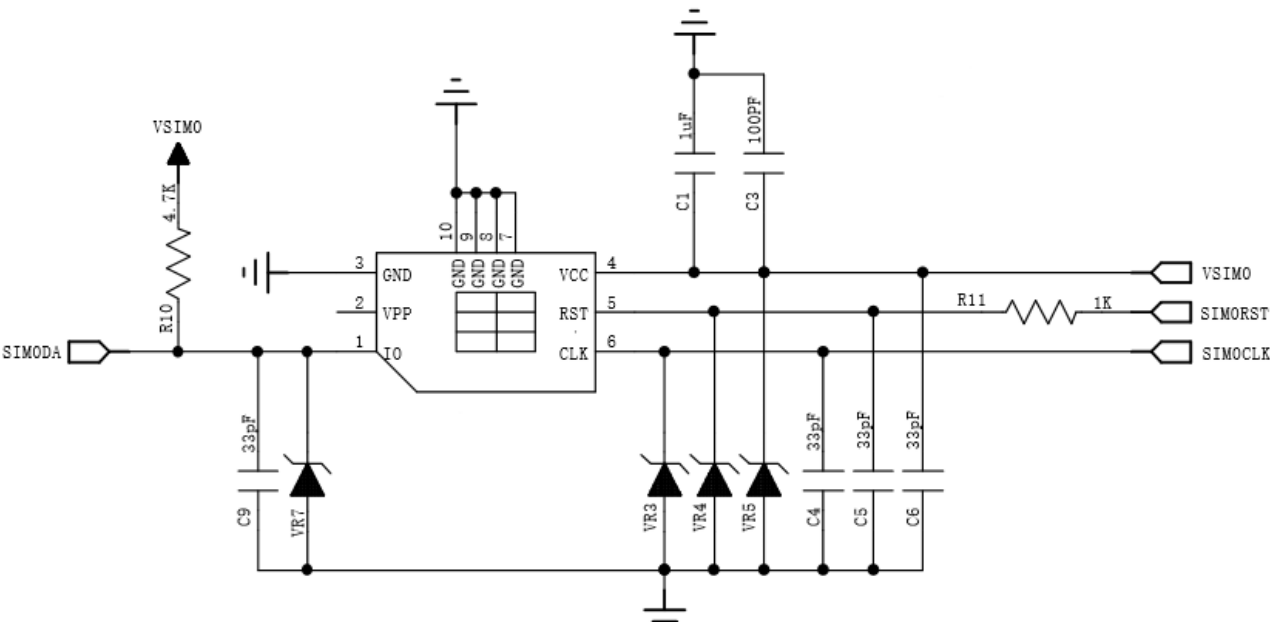 VSIMO
4.7K
R10
SIMODA
33pF
C9
VR7
10
9
8
7
GND
GND
GND
GND
3
GND
2
VPP
1
IO
VCC
4
RST
5
CLK
6
1uF
C1
100PF
C3
R11
1K
VSIMO
SIMORST
SIMOCLK
VR3
VR4
VR5
33pF
C4
33pF
C5
33pF
C6